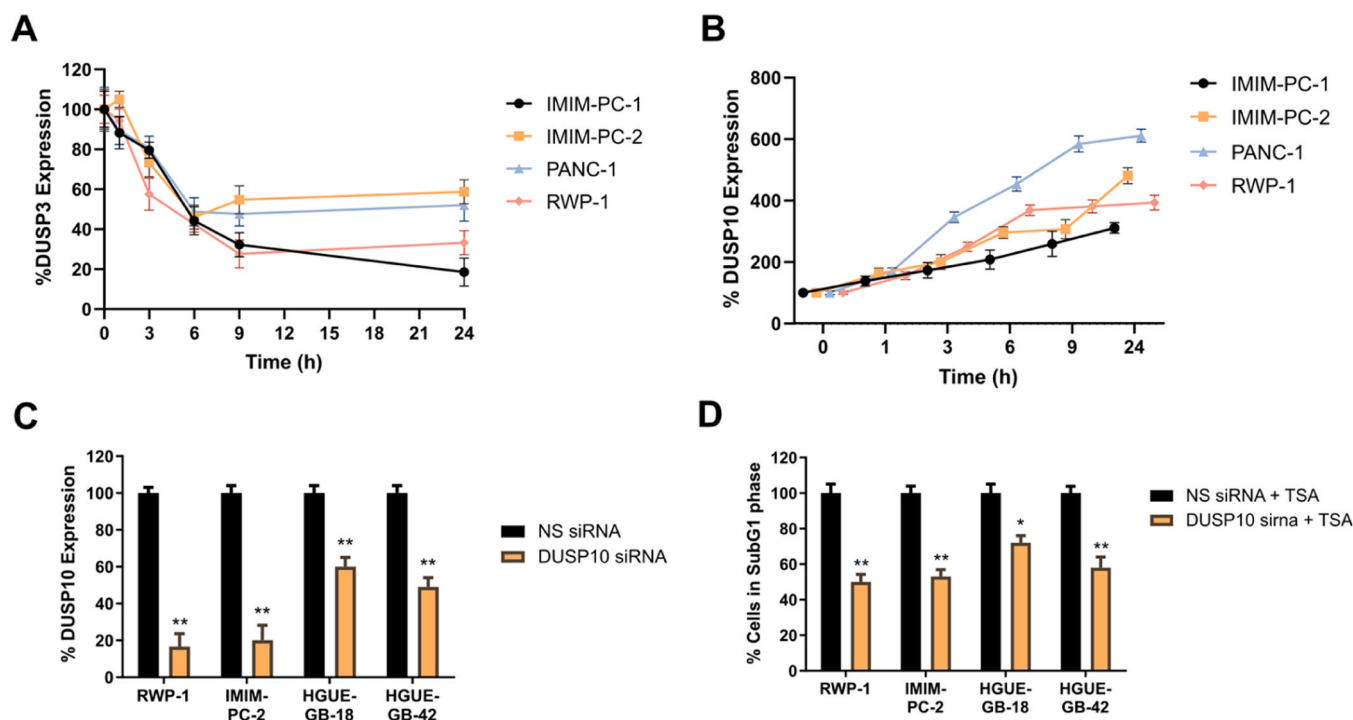 A
%DUSP3 Expression
120
100
80
60
40
20
0
0 3 6 9 12 15 18 21 24
Time (h)
IMIM-PC-1
IMIM-PC-2
PANC-1
RWP-1
B
% DUSP10 Expression
800
600
400
200
0
0 1 3 6 9 24
Time (h)
IMIM-PC-1
IMIM-PC-2
PANC-1
RWP-1
C
% DUSP10 Expression
120
100
80
60
40
20
0
** ** ** **
RWP-1 IMIM- HGUE- HGUE-
PC-2 GB-18 GB-42
NS siRNA
DUSP10 siRNA
D
% Cells in SubG1 phase
120
100
80
60
40
20
0
** ** * **
RWP-1 IMIM- HGUE- HGUE-
PC-2 GB-18 GB-42
NS siRNA + TSA
DUSP10 sirna + TSA